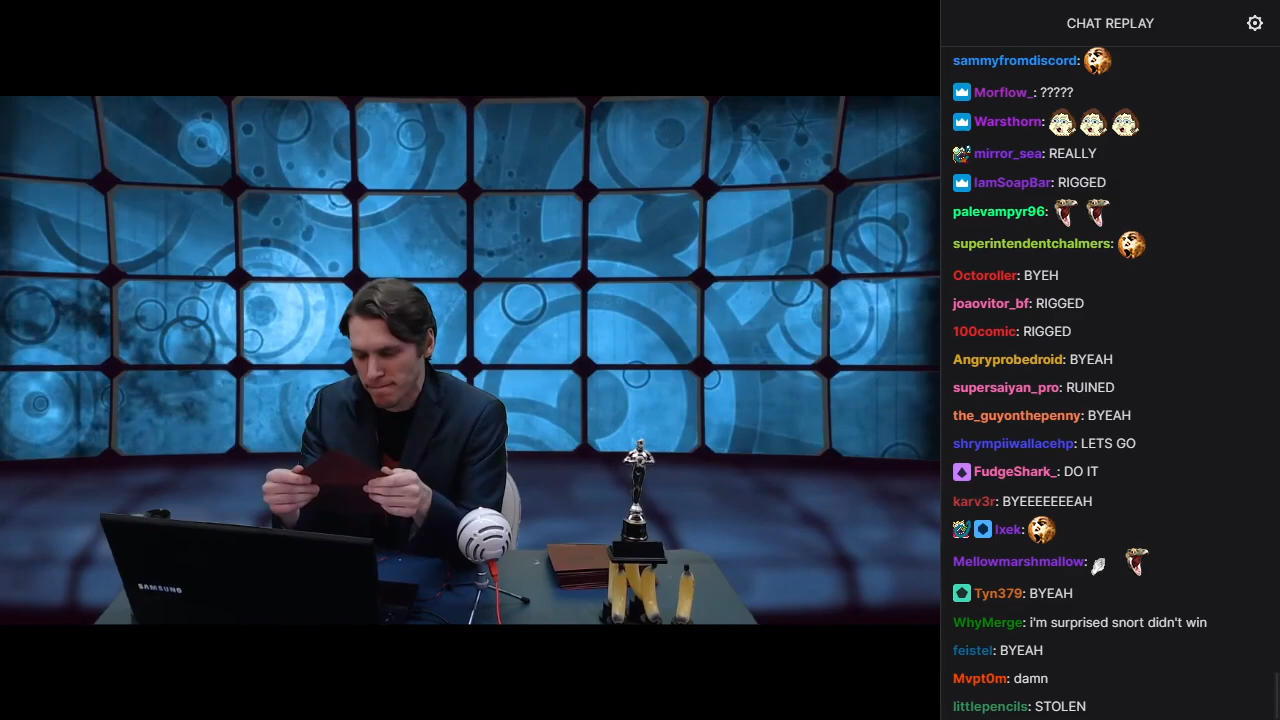 CHAT REPLAY
sammyfromdiscord:
Morflow_: ?????
Warsthorn:
mirror_sea: REALLY
IamSoapBar: RIGGED
palevampyr96:
superintendentchalmers:
Octoroller: BYEH
joaovitor_bf: RIGGED
100comic: RIGGED
Angryprobedroid: BYEAH
supersaiyan_pro: RUINED
the_guyonthepenny: BYEAH
shrympiiwallacehp: LETS GO
FudgeShark_: DO IT
karv3r: BYEEEEEEEAH
Ixek:
Mellowmarshmallow:
Tyn379: BYEAH
WhyMerge: i'm surprised snort didn't win
feistel: BYEAH
Mvpt0m: damn
littlepencils: STOLEN
SAMSUNG